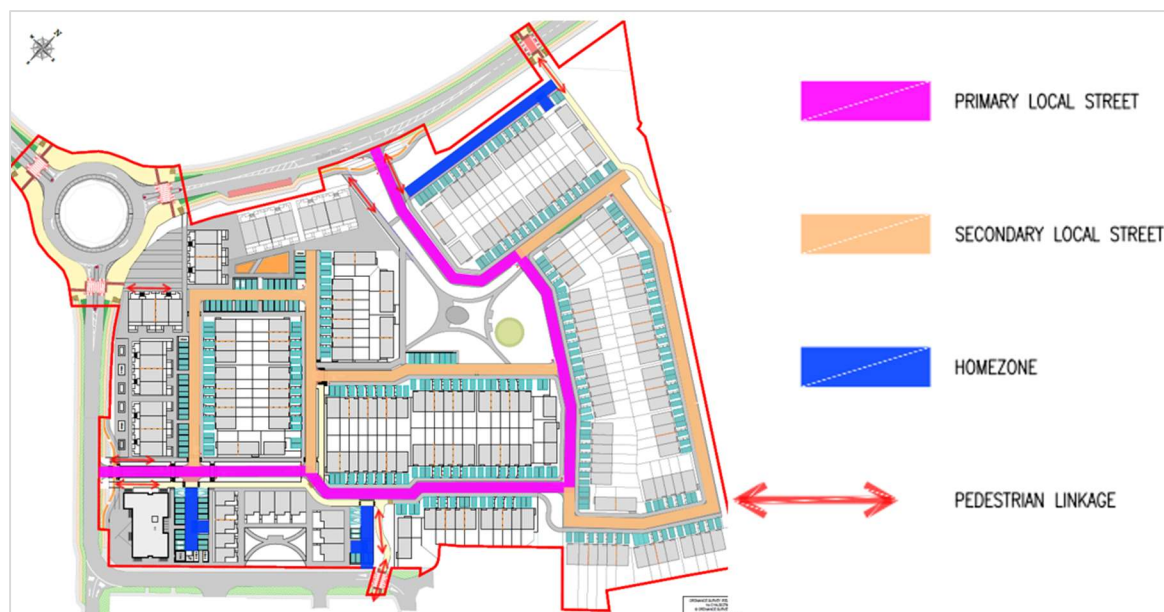 N
PRIMARY LOCAL STREET
SECONDARY LOCAL STREET
HOMEZONE
PEDESTRIAN LINKAGE